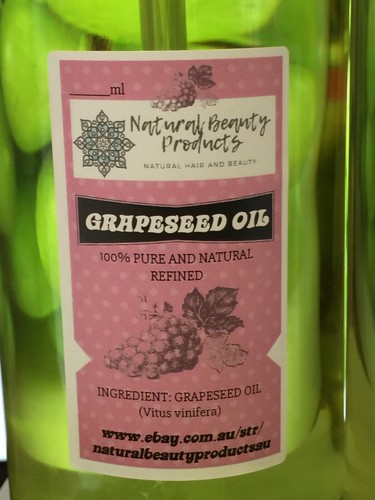 ______ml
Natural Beauty
Products
NATURAL HAIR AND BEAUTY
GRAPESEED OIL
100% PURE AND NATURAL
REFINED
INGREDIENT: GRAPESEED OIL
(Vitus vinifera)
www.ebay.com.au/str/
naturalbeautyproductsau